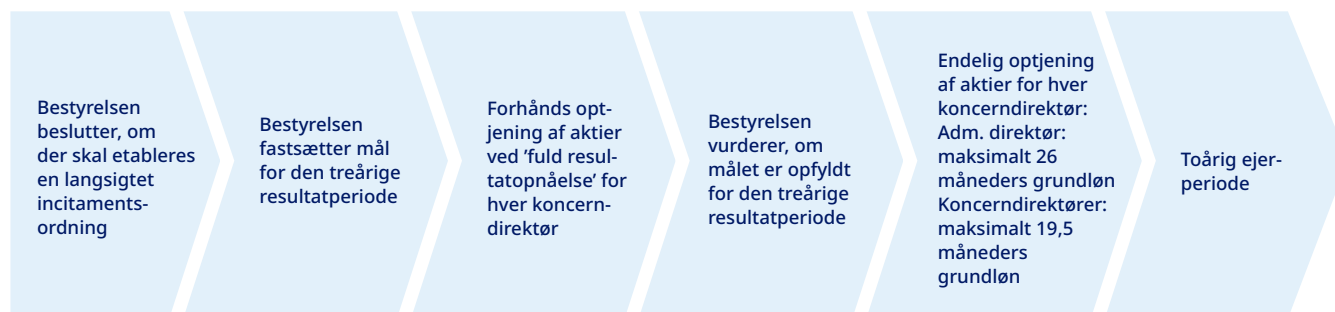 Bestyrelsen
beslutter, om
der skal etableres
en langsigtet
incitaments-
ordning
Bestyrelsen
fastsætter mål
for den treårige
resultatperiode
Forhånds opt-
jening af aktier
ved ’fuld resul-
tatopnåelse’ for
hver koncern-
direktør
Bestyrelsen
vurderer, om
målet er opfyldt
for den treårige
resultatperiode
Endelig optjening
af aktier for hver
koncerndirektør:
Adm. direktør:
maksimalt 26
måneders grundløn
Koncerndirektører:
maksimalt 19,5
måneders
grundløn
Toårig ejer-
periode